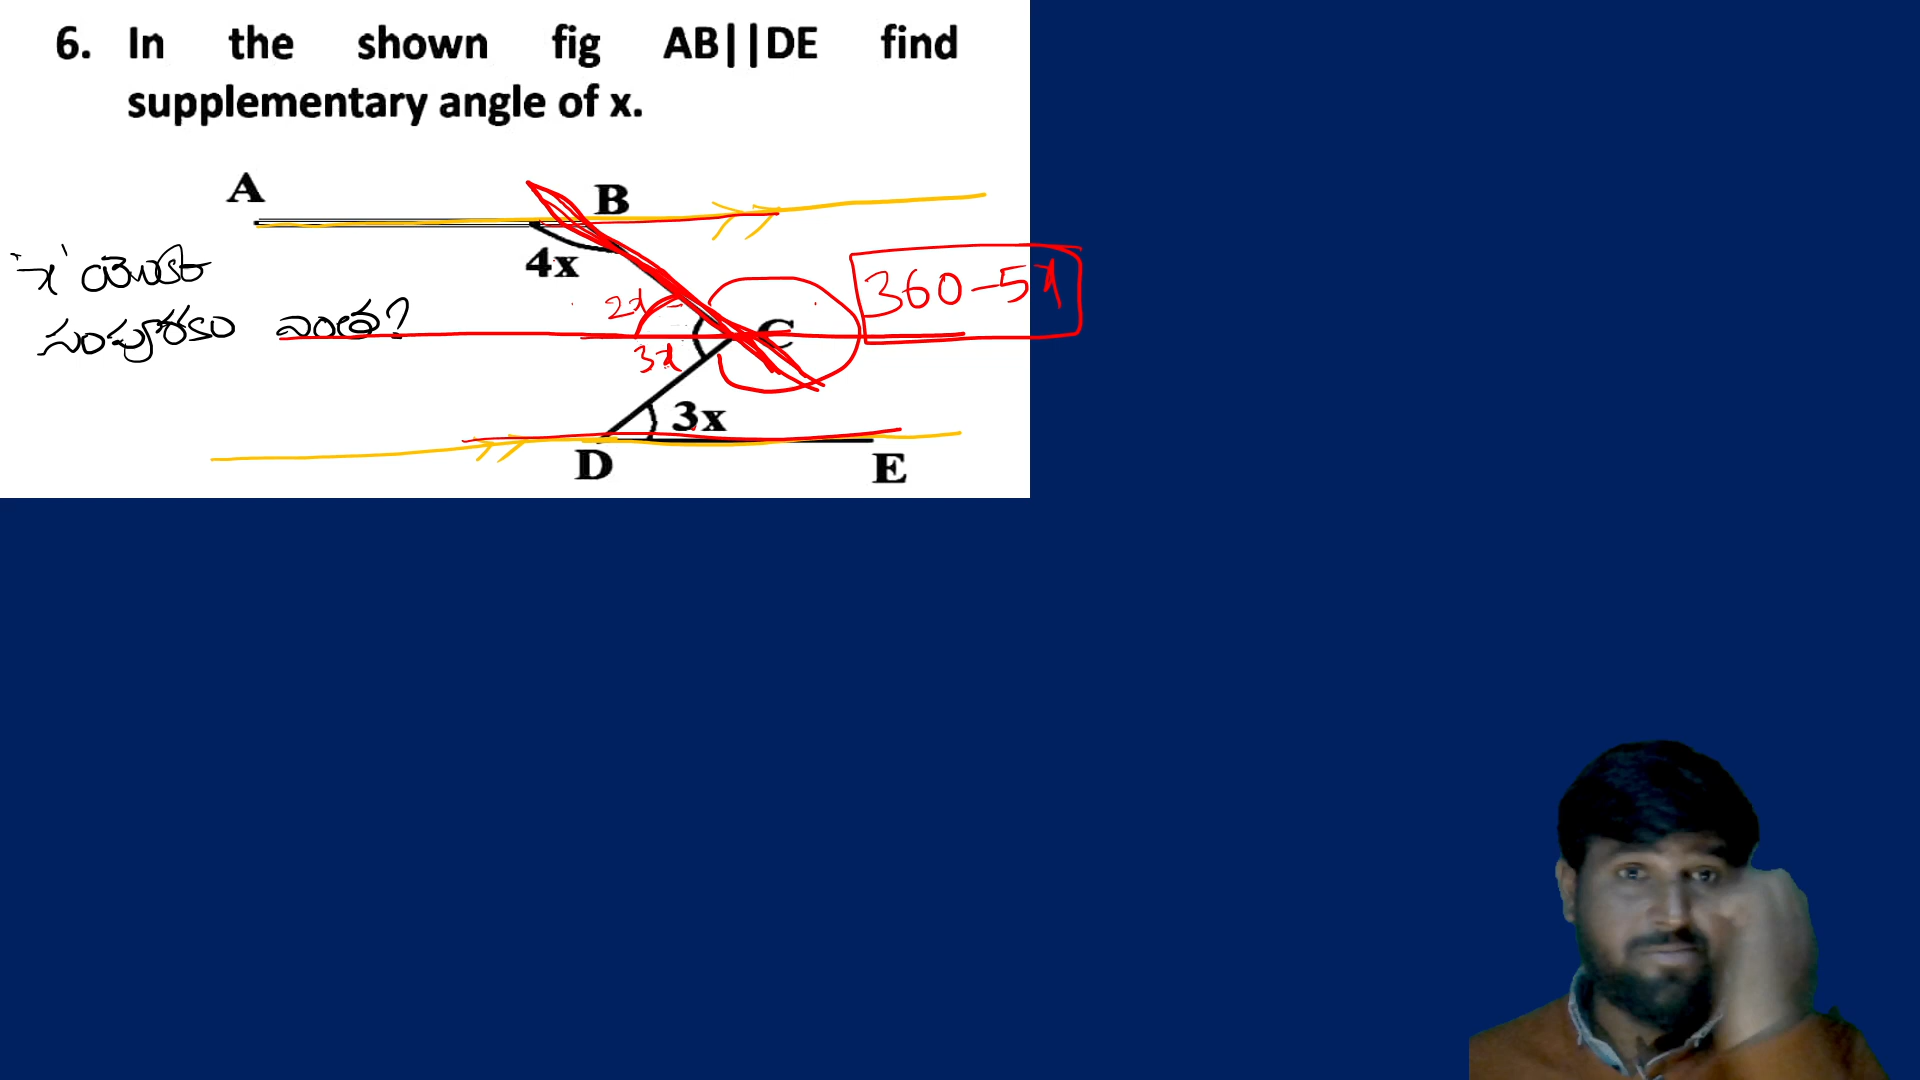 6. In the shown fig AB||DE find
supplementary angle of x.
A
B
4x
'x' యొక్క
సంపూరకం ఎంత?
2x
360-5x
C
3x
3x
D
E